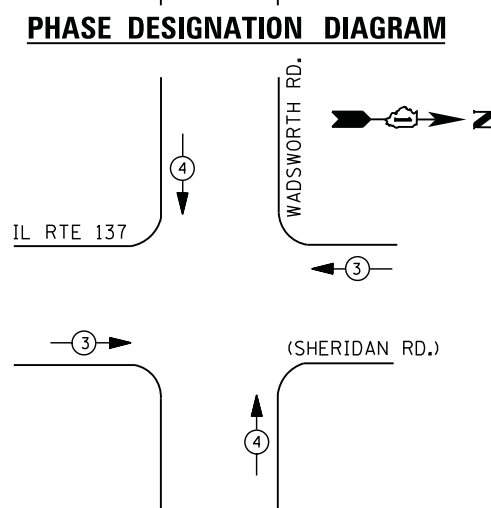 PHASE DESIGNATION DIAGRAM
WADSWORTH RD.
N
4
IL RTE 137
3
3
(SHERIDAN RD.)
4